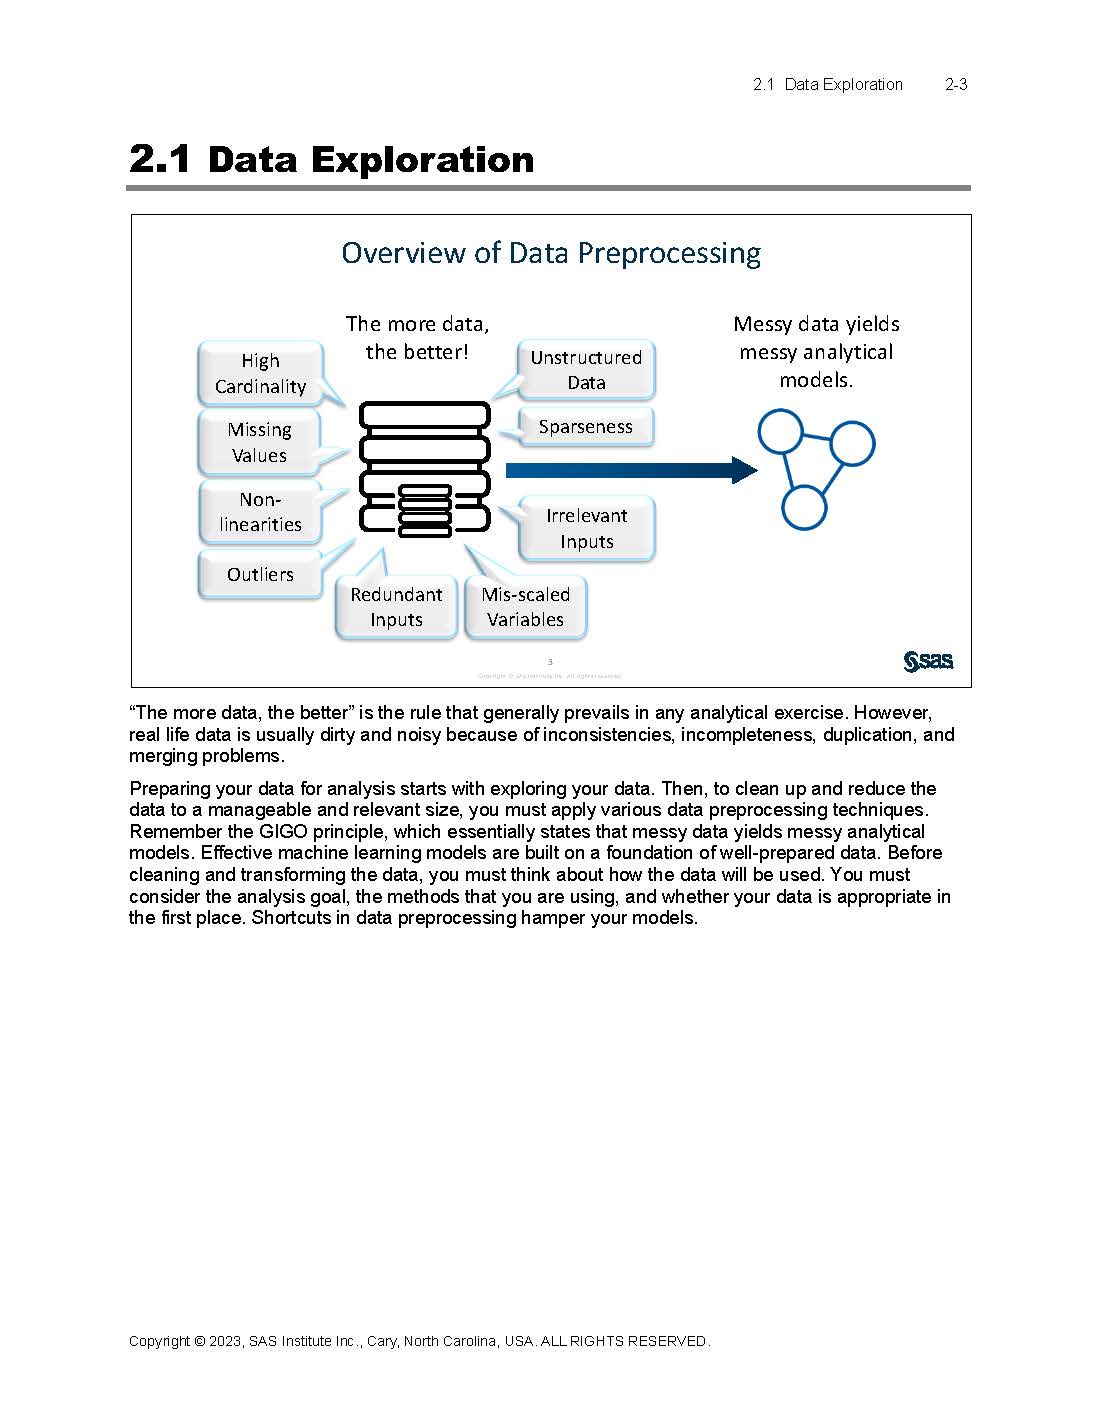 2.1 Data Exploration 2-3
2.1 Data Exploration
Overview of Data Preprocessing
The more data,
the better!
Messy data yields
messy analytical
models.
High
Cardinality
Unstructured
Data
Missing
Values
Sparseness
Non-
linearities
Irrelevant
Inputs
Outliers
Redundant
Inputs
Mis-scaled
Variables
3
sas
Copyright © SAS Institute Inc. All rights reserved.
“The more data, the better” is the rule that generally prevails in any analytical exercise. However,
real life data is usually dirty and noisy because of inconsistencies, incompleteness, duplication, and
merging problems.
Preparing your data for analysis starts with exploring your data. Then, to clean up and reduce the
data to a manageable and relevant size, you must apply various data preprocessing techniques.
Remember the GIGO principle, which essentially states that messy data yields messy analytical
models. Effective machine learning models are built on a foundation of well-prepared data. Before
cleaning and transforming the data, you must think about how the data will be used. You must
consider the analysis goal, the methods that you are using, and whether your data is appropriate in
the first place. Shortcuts in data preprocessing hamper your models.
Copyright © 2023, SAS Institute Inc., Cary, North Carolina, USA. ALL RIGHTS RESERVED.